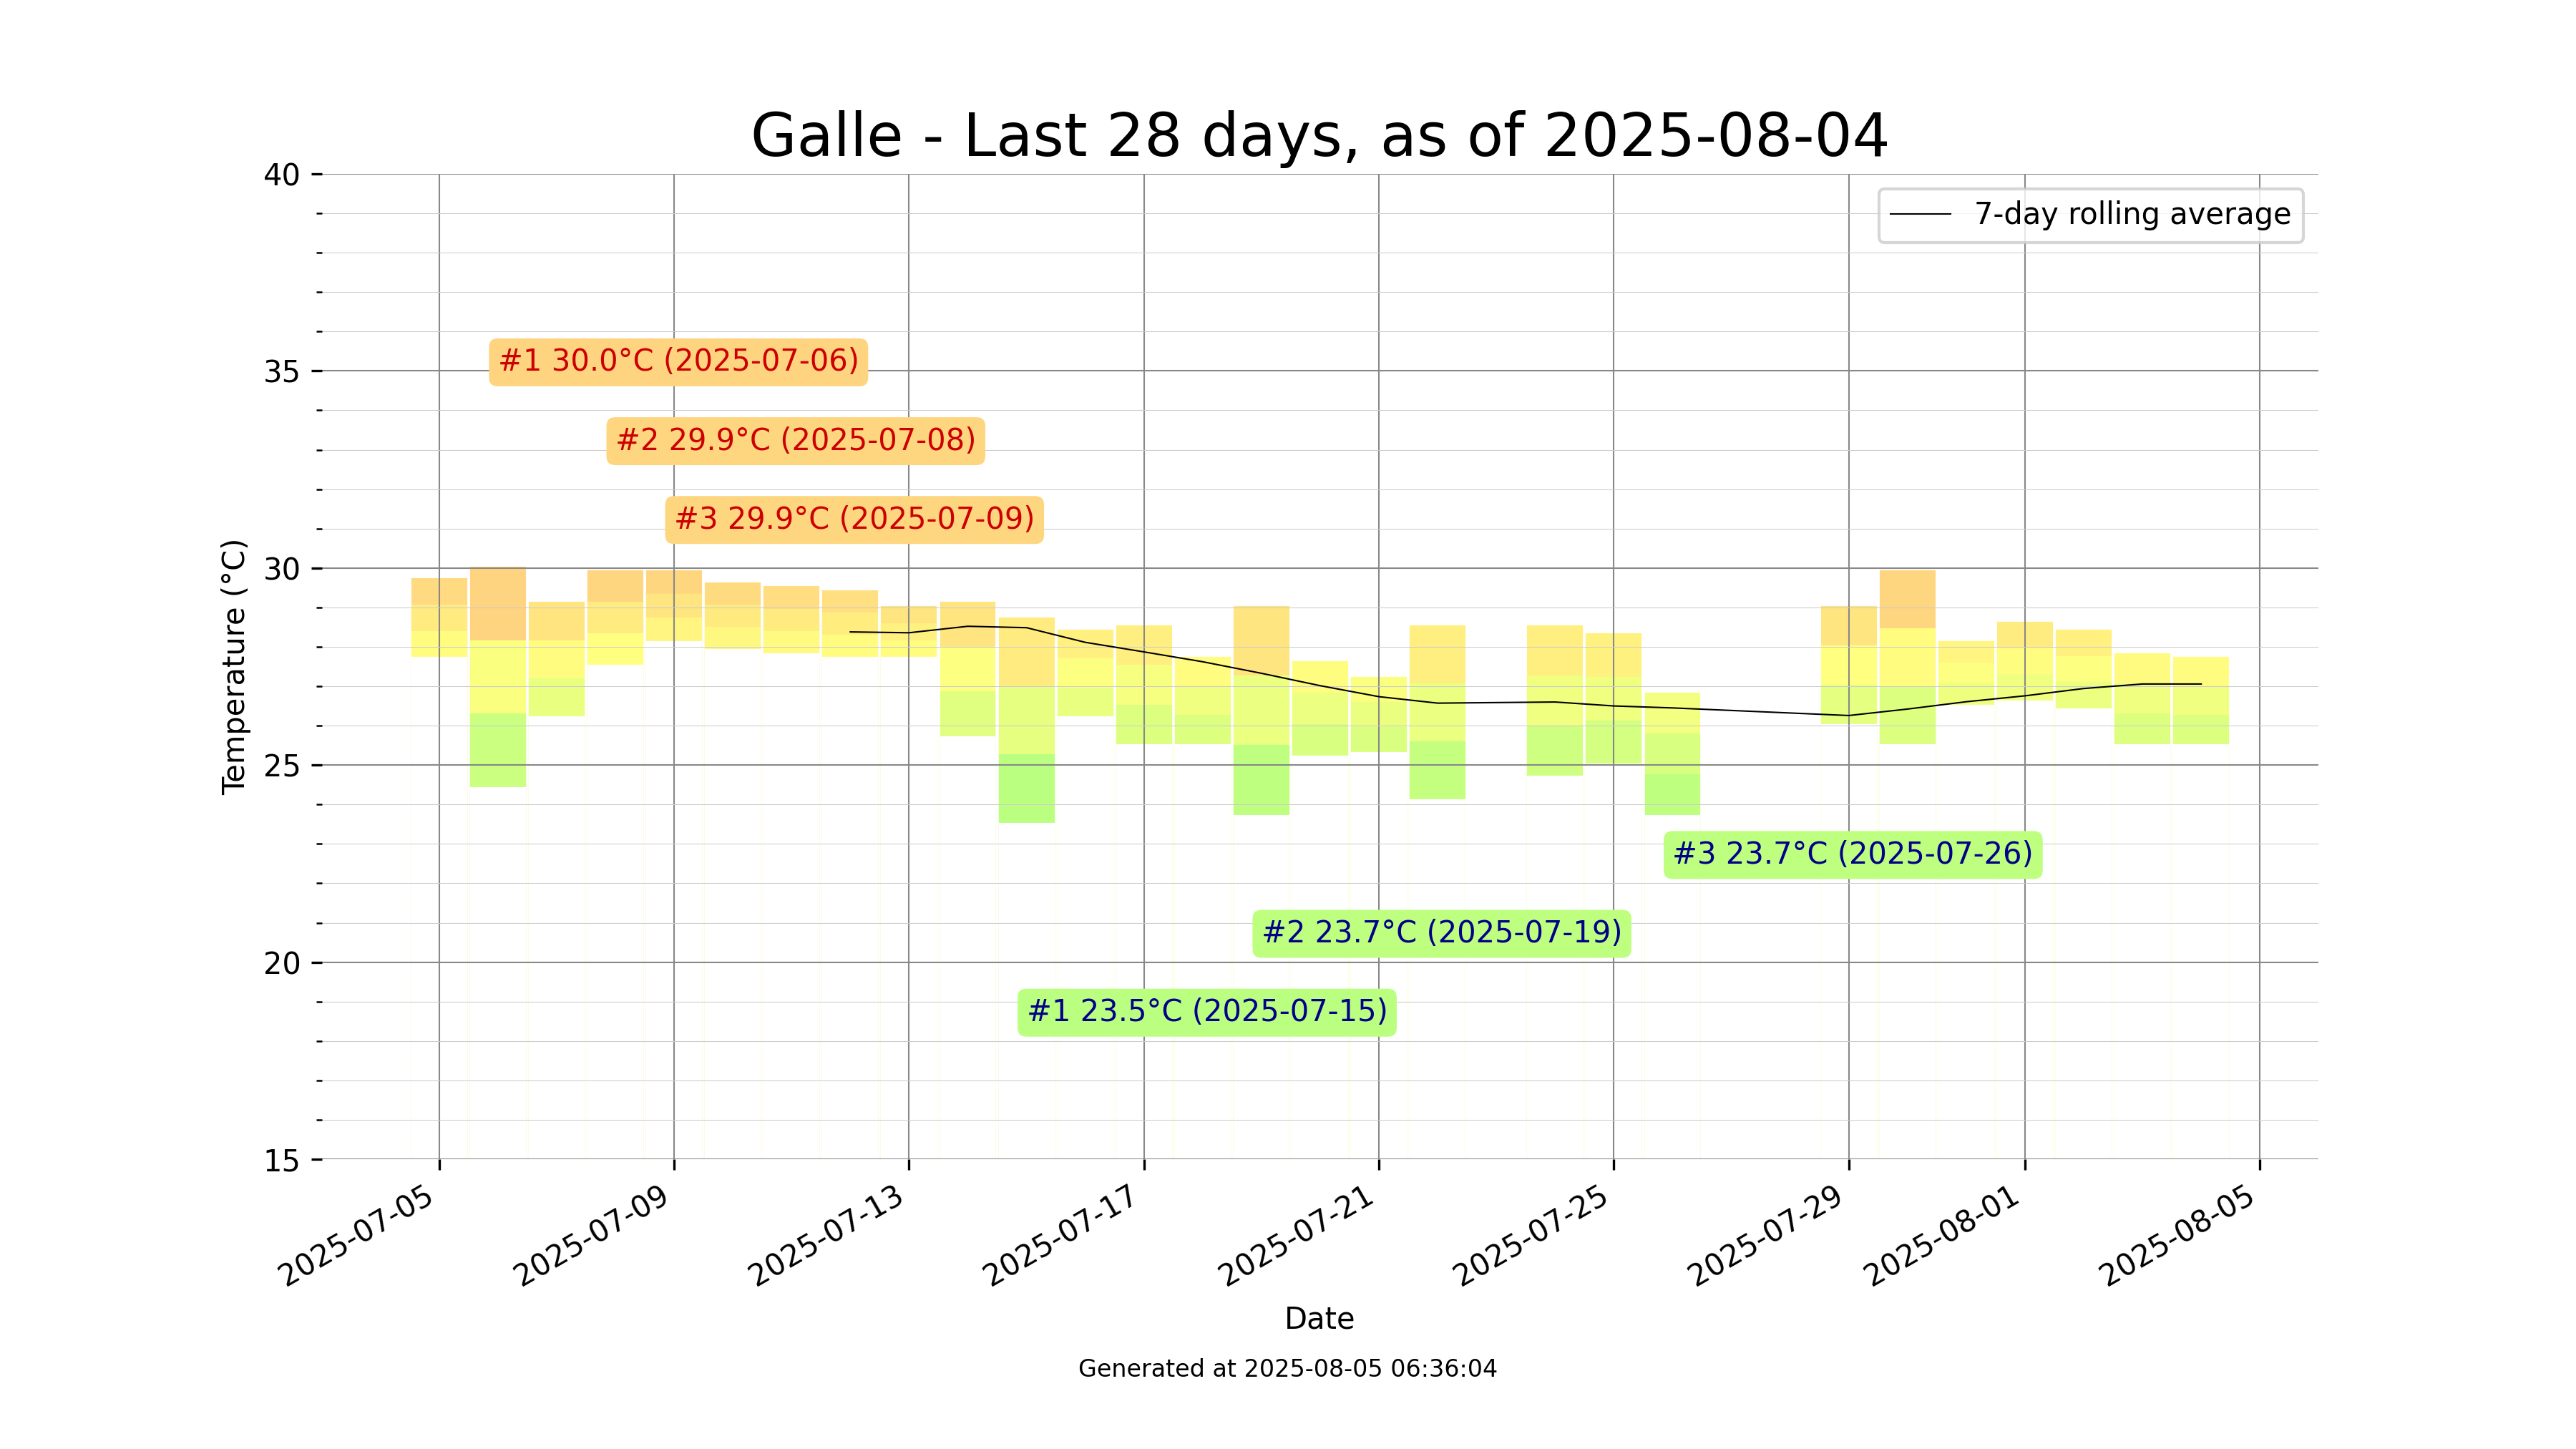 Galle - Last 28 days, as of 2025-08-04
7-day rolling average
40
35
30
25
20
15
Temperature (°C)
#1 30.0°C (2025-07-06)
#2 29.9°C (2025-07-08)
#3 29.9°C (2025-07-09)
#3 23.7°C (2025-07-26)
#2 23.7°C (2025-07-19)
#1 23.5°C (2025-07-15)
2025-07-05
2025-07-09
2025-07-13
2025-07-17
2025-07-21
2025-07-25
2025-07-29
2025-08-01
2025-08-05
Date
Generated at 2025-08-05 06:36:04